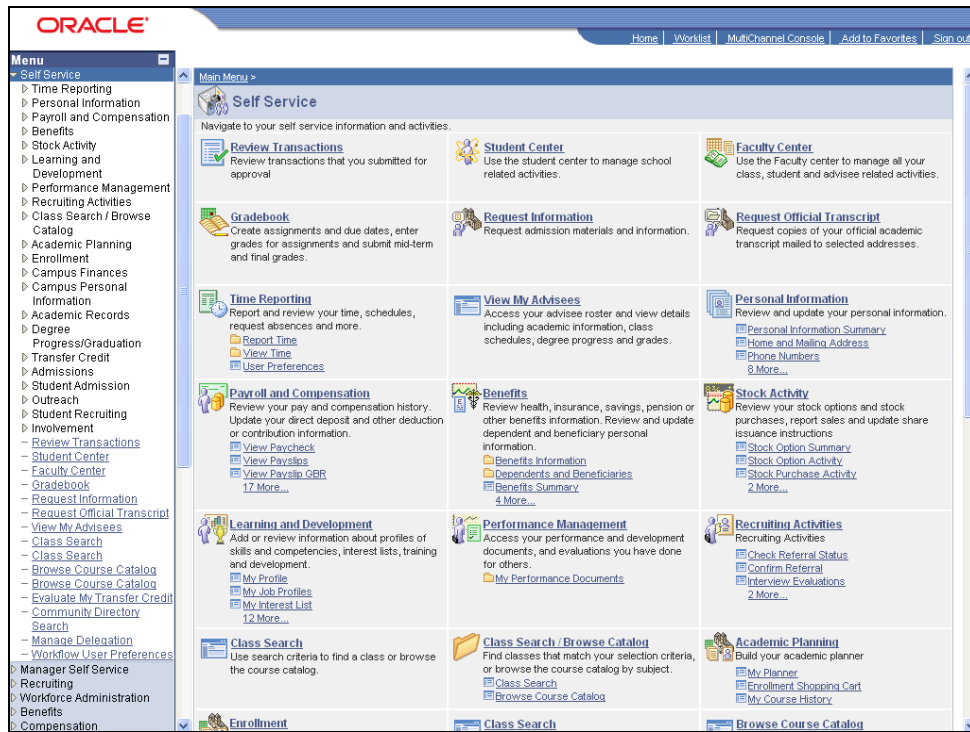 ORACLE'
Home | Worklist | MultiChannel Console | Add to Favorites | Sign out
Menu
Self Service
Time Reporting
Personal Information
Payroll and Compensation
Benefits
Stock Activity
Learning and
Development
Performance Management
Recruiting Activities
Class Search / Browse
Catalog
Academic Planning
Enrollment
Campus Finances
Campus Personal
Information
Academic Records
Degree
Progress/Graduation
Transfer Credit
Admissions
Student Admission
Outreach
Student Recruiting
Involvement
– Review Transactions
– Student Center
– Faculty Center
– Gradebook
– Request Information
– Request Official Transcript
– View My Advisees
– Class Search
– Class Search
– Browse Course Catalog
– Browse Course Catalog
– Evaluate My Transfer Credit
– Community Directory
Search
– Manage Delegation
– Workflow User Preferences
Manager Self Service
Recruiting
Workforce Administration
Benefits
Compensation
Main Menu >
Self Service
Navigate to your self service information and activities.
Review Transactions
Review transactions that you submitted for
approval
Student Center
Use the student center to manage school
related activities.
Faculty Center
Use the Faculty center to manage all your
class, student and advisee related activities.
Gradebook
Create assignments and due dates, enter
grades for assignments and submit mid-term
and final grades.
Request Information
Request admission materials and information.
Request Official Transcript
Request copies of your official academic
transcript mailed to selected addresses.
Time Reporting
Report and review your time, schedules,
request absences and more.
Report Time
View Time
User Preferences
View My Advisees
Access your advisee roster and view details
including academic information, class
schedules, degree progress and grades.
Personal Information
Review and update your personal information.
Personal Information Summary
Home and Mailing Address
Phone Numbers
8 More...
Payroll and Compensation
Review your pay and compensation history.
Update your direct deposit and other deduction
or contribution information.
View Paycheck
View Payslips
View Payslip GBR
17 More...
Benefits
Review health, insurance, savings, pension or
other benefits information. Review and update
dependent and beneficiary personal
information.
Benefits Information
Dependents and Beneficiaries
Benefits Summary
4 More...
Stock Activity
Review your stock options and stock
purchases, report sales and update share
issuance instructions
Stock Option Summary
Stock Option Activity
Stock Purchase Activity
2 More...
Learning and Development
Add or review information about profiles of
skills and competencies, interest lists, training
and development.
My Profile
My Job Profiles
My Interest List
12 More...
Performance Management
Access your performance and development
documents, and evaluations you have done
for others.
My Performance Documents
Recruiting Activities
Recruiting Activities
Check Referral Status
Confirm Referral
Interview Evaluations
2 More...
Class Search
Use search criteria to find a class or browse
the course catalog.
Class Search / Browse Catalog
Find classes that match your selection criteria,
or browse the course catalog by subject.
Class Search
Browse Course Catalog
Academic Planning
Build your academic planner
My Planner
Enrollment Shopping Cart
My Course History
Enrollment
Class Search
Browse Course Catalog